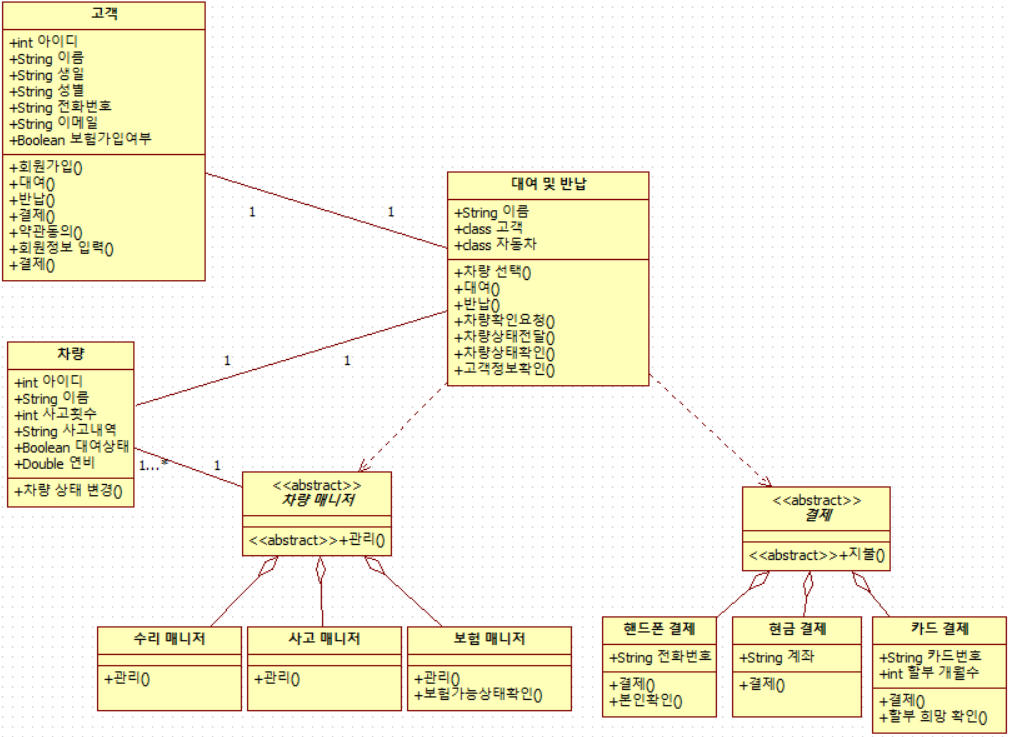 고객
+int 아이디
+String 이름
+String 생일
+String 성별
+String 전화번호
+String 이메일
+Boolean 보험가입여부
+회원가입()
+대여()
+반납()
+결제()
+약관동의()
+회원정보 입력()
+결제()
1
1
대여 및 반납
+String 이름
+class 고객
+class 자동차
+차량 선택()
+대여()
+반납()
+차량확인요청()
+차량상태전달()
+차량상태확인()
+고객정보확인()
1
1
차량
+int 아이디
+String 이름
+int 사고횟수
+String 사고내역
+Boolean 대여상태
+Double 연비
+차량 상태 변경()
1...*
1
<<abstract>>
차량 매니저
<<abstract>>+관리()
<<abstract>>
결제
<<abstract>>+지불()
수리 매니저
+관리()
사고 매니저
+관리()
보험 매니저
+관리()
+보험가능상태확인()
핸드폰 결제
+String 전화번호
+결제()
+본인확인()
현금 결제
+String 계좌
+결제()
카드 결제
+String 카드번호
+int 할부 개월수
+결제()
+할부 희망 확인()